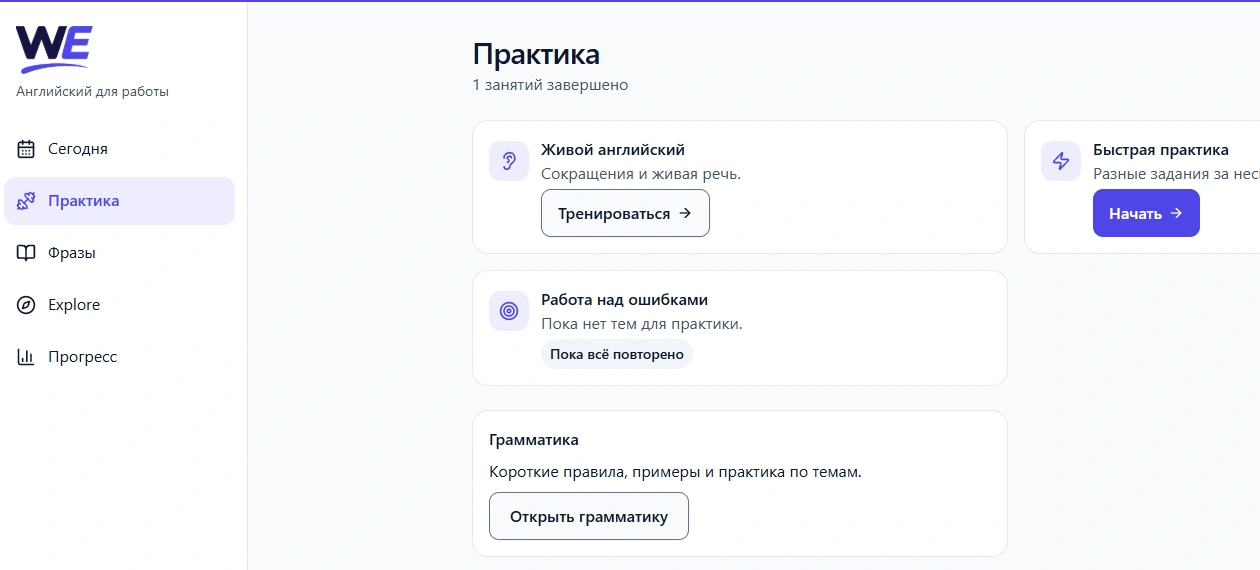 WE
Английский для работы
Сегодня
Практика
Фразы
Explore
Прогресс
Практика
1 занятий завершено
Живой английский
Сокращения и живая речь.
Тренироваться →
Быстрая практика
Разные задания за нес
Начать →
Работа над ошибками
Пока нет тем для практики.
Пока всё повторено
Грамматика
Короткие правила, примеры и практика по темам.
Открыть грамматику